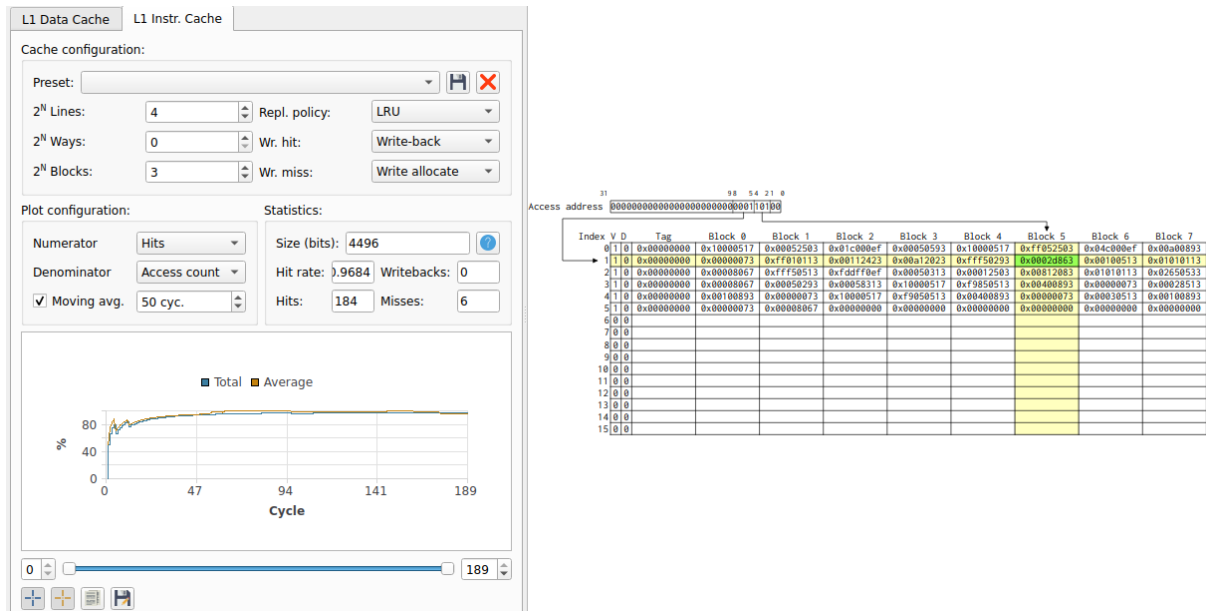 L1 Data Cache L1 Instr. Cache
Cache configuration:
Preset:
2^N Lines: 4 Repl. policy: LRU
2^N Ways: 0 Wr. hit: Write-back
2^N Blocks: 3 Wr. miss: Write allocate
Plot configuration: Statistics:
Numerator Hits Size (bits): 4496 ?
Denominator Access count Hit rate: 0.9684 Writebacks: 0
Moving avg. 50 cyc. Hits: 184 Misses: 6
Total Average
80
40
0
%
0 47 94 141 189
Cycle
0 189
31 9 8 5 4 2 1 0
Access address 00000000000000000000000 0001 101 00
Index V D Tag Block 0 Block 1 Block 2 Block 3 Block 4 Block 5 Block 6 Block 7
0 1 0 0x00000000 0x10000517 0x00052503 0x01c000ef 0x00050593 0x10000517 0xff052503 0x04c000ef 0x00a00893
1 1 0 0x00000000 0x00000073 0xff010113 0x00112423 0x00a12023 0xfff50293 0x0002d863 0x00100513 0x01010113
2 1 0 0x00000000 0x00008067 0xfff50513 0xfddff0ef 0x00050313 0x00012503 0x00812083 0x01010113 0x02650533
3 1 0 0x00000000 0x00008067 0x00050293 0x00058313 0x10000517 0xf9850513 0x00400893 0x00000073 0x00028513
4 1 0 0x00000000 0x00100893 0x00000073 0x10000517 0xf9050513 0x00400893 0x00000073 0x00030513 0x00100893
5 1 0 0x00000000 0x00000073 0x00008067 0x00000000 0x00000000 0x00000000 0x00000000 0x00000000 0x00000000
6 0 0
7 0 0
8 0 0
9 0 0
10 0 0
11 0 0
12 0 0
13 0 0
14 0 0
15 0 0